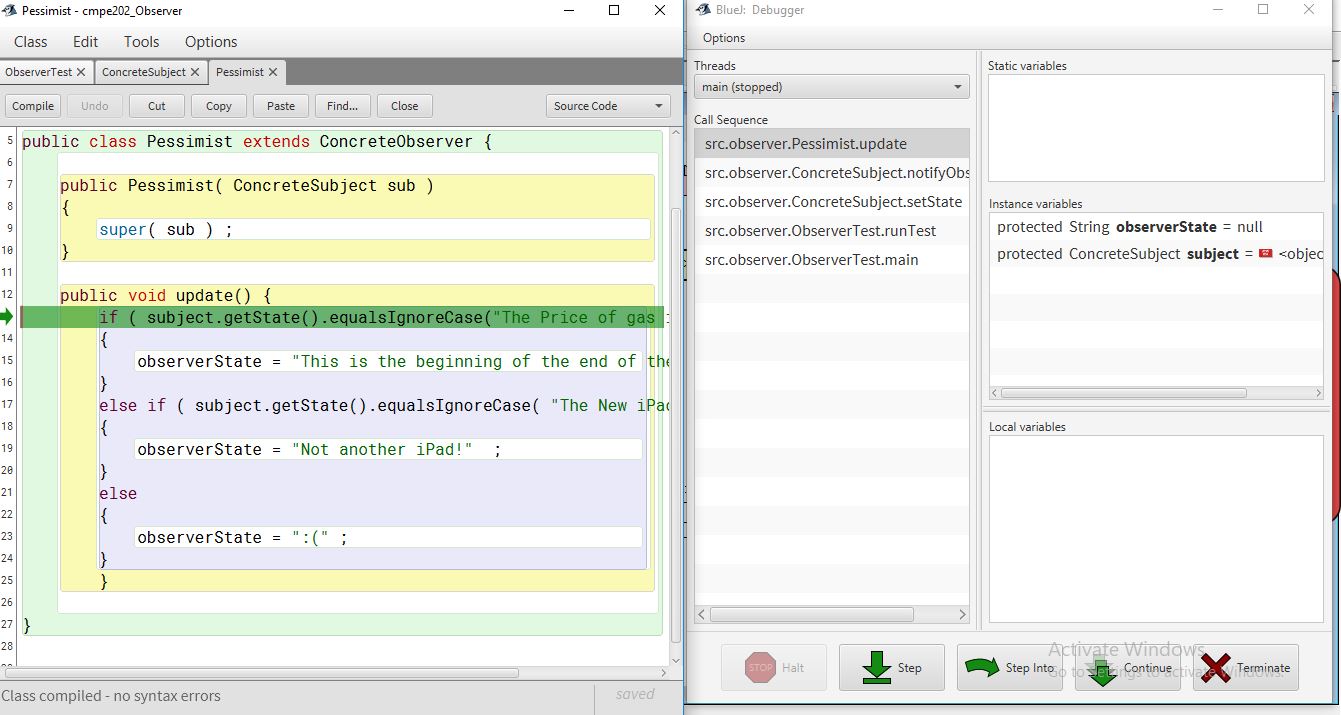 Pessimist - cmpe202_Observer
Class Edit Tools Options
ObserverTest ConcreteSubject Pessimist
Compile Undo Cut Copy Paste Find... Close Source Code
5 public class Pessimist extends ConcreteObserver {
6
7 public Pessimist( ConcreteSubject sub )
8 {
9 super( sub ) ;
10 }
11
12 public void update() {
if ( subject.getState().equalsIgnoreCase("The Price of gas
14 {
15 observerState = "This is the beginning of the end of the
16 }
17 else if ( subject.getState().equalsIgnoreCase( "The New iPad
18 {
19 observerState = "Not another iPad!" ;
20 }
21 else
22 {
23 observerState = ":(" ;
24 }
25 }
26
27 }
28
Class compiled - no syntax errors
saved
BlueJ: Debugger
Options
Threads
main (stopped)
Call Sequence
src.observer.Pessimist.update
src.observer.ConcreteSubject.notifyObs
src.observer.ConcreteSubject.setState
src.observer.ObserverTest.runTest
src.observer.ObserverTest.main
Static variables
Instance variables
protected String observerState = null
protected ConcreteSubject subject = <objec
Local variables
STOP Halt Step Step Into Continue Terminate
Activate Windows
Go to Settings to activate Windows.